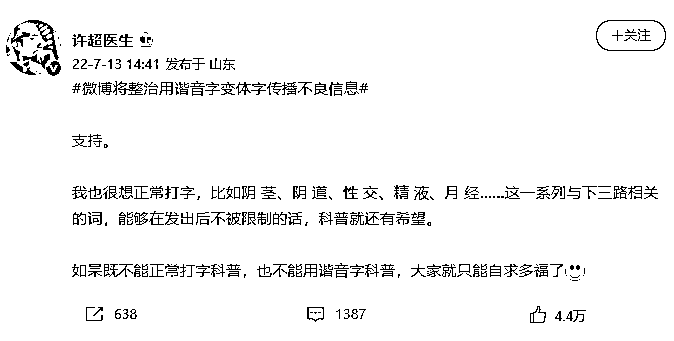 许超医生
+关注
22-7-13 14:41 发布于 山东
#微博将整治用谐音字变体字传播不良信息#
支持。
我也很想正常打字，比如阴 茎、阴 道、性 交、精 液、月 经……这一系列与下三路相关
的词，能够在发出后不被限制的话，科普就还有希望。
如果既不能正常打字科普，也不能用谐音字科普，大家就只能自求多福了
638
1387
4.4万